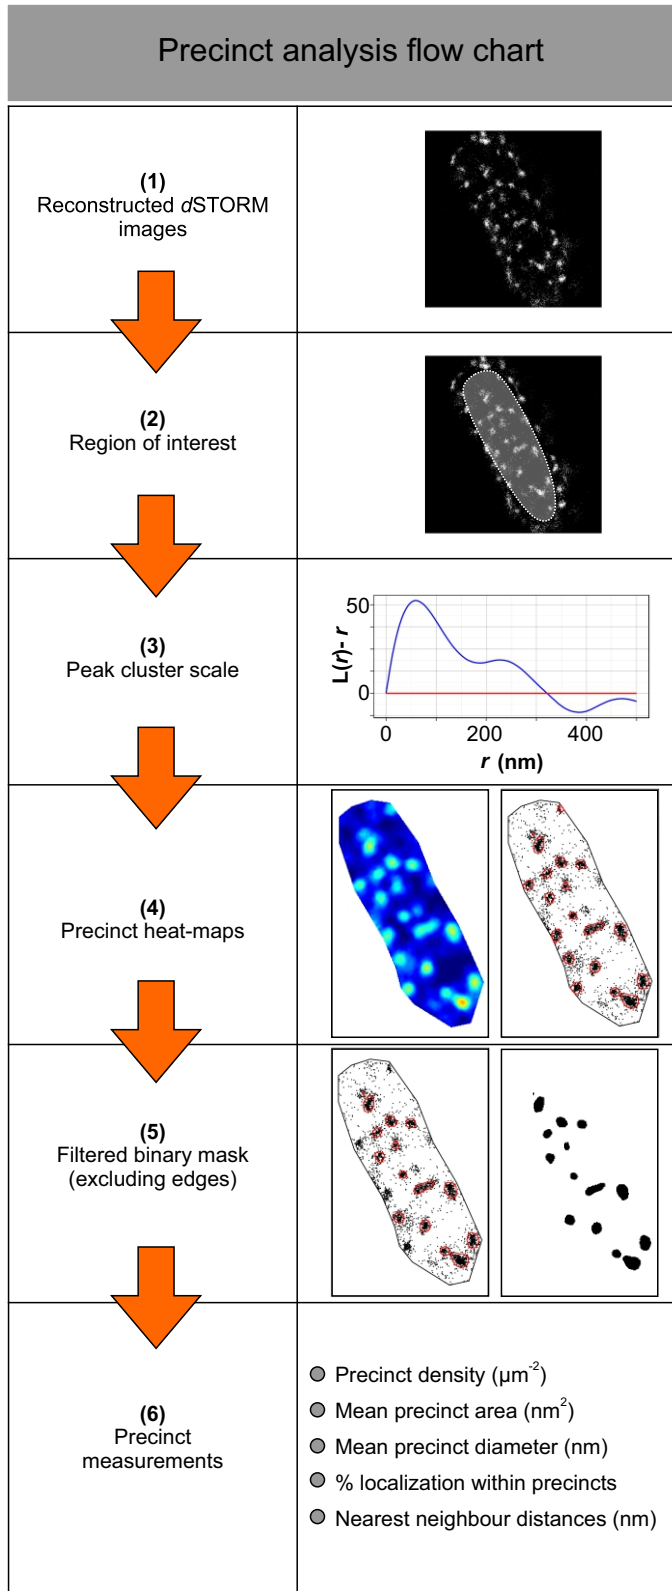 Precinct analysis flow chart
(1)
Reconstructed dSTORM
images
(2)
Region of interest
(3)
Peak cluster scale
50
0
L(r)- r
0
200
400
r (nm)
(4)
Precinct heat-maps
(5)
Filtered binary mask
(excluding edges)
(6)
Precinct
measurements
Precinct density (µm⁻²)
Mean precinct area (nm²)
Mean precinct diameter (nm)
% localization within precincts
Nearest neighbour distances (nm)